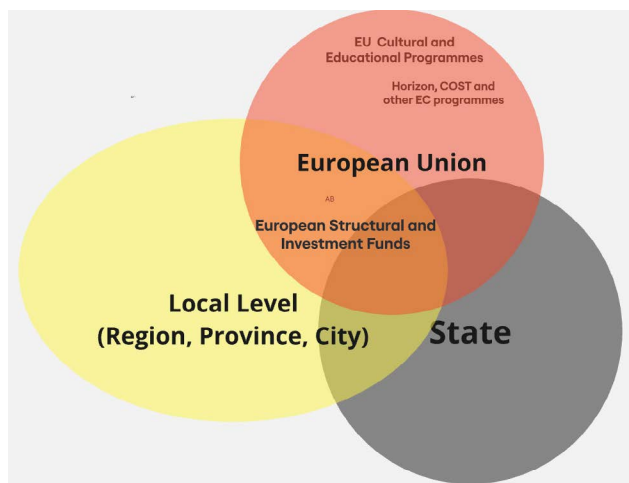 EU Cultural and
Educational Programmes
Horizon, COST and
other EC programmes
European Union
AB
European Structural and
Investment Funds
Local Level
(Region, Province, City)
State